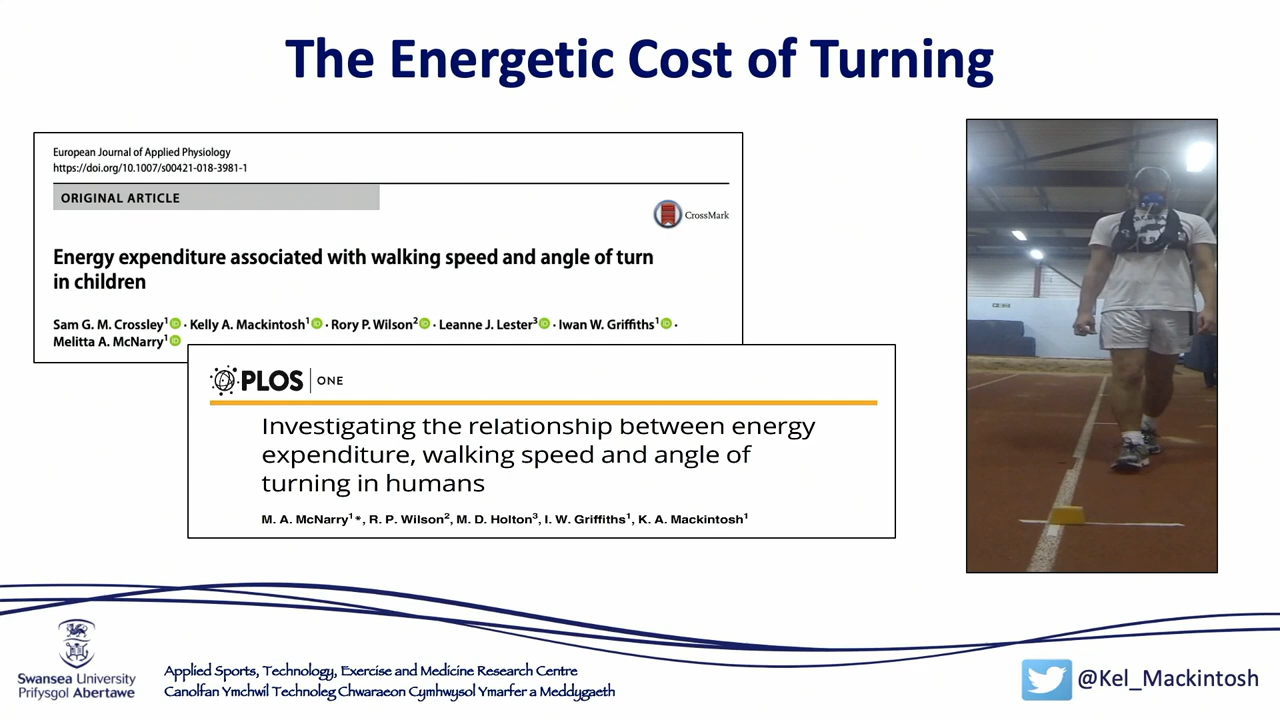 The Energetic Cost of Turning
European Journal of Applied Physiology
https://doi.org/10.1007/s00421-018-3981-1
ORIGINAL ARTICLE
CrossMark
Energy expenditure associated with walking speed and angle of turn
in children
Sam G. M. Crossley¹ · Kelly A. Mackintosh¹ · Rory P. Wilson² · Leanne J. Lester³ · Iwan W. Griffiths¹ ·
Melitta A. McNarry¹
PLOS ONE
Investigating the relationship between energy
expenditure, walking speed and angle of
turning in humans
M. A. McNarry¹*, R. P. Wilson², M. D. Holton³, I. W. Griffiths¹, K. A. Mackintosh¹
Swansea University
Prifysgol Abertawe
Applied Sports, Technology, Exercise and Medicine Research Centre
Canolfan Ymchwil Technoleg Chwaraeon Cymhwysol Ymarfer a Meddygaeth
@Kel_Mackintosh